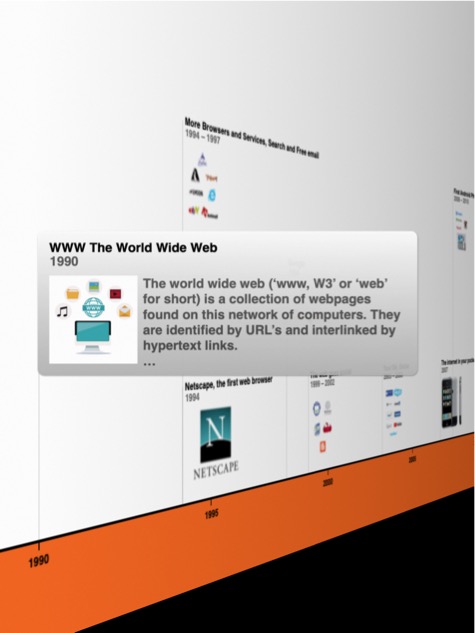 More Browsers and Services, Search and Free email
1994 – 1997
WWW The World Wide Web
1990
The world wide web (‘www, W3’ or ‘web’
for short) is a collection of webpages
found on this network of computers. They
are identified by URL’s and interlinked by
hypertext links.
...
WWW
Netscape, the first web browser
1994
N
NETSCAPE
1999 – 2002
The internet in your
2007
1990
1995
2000